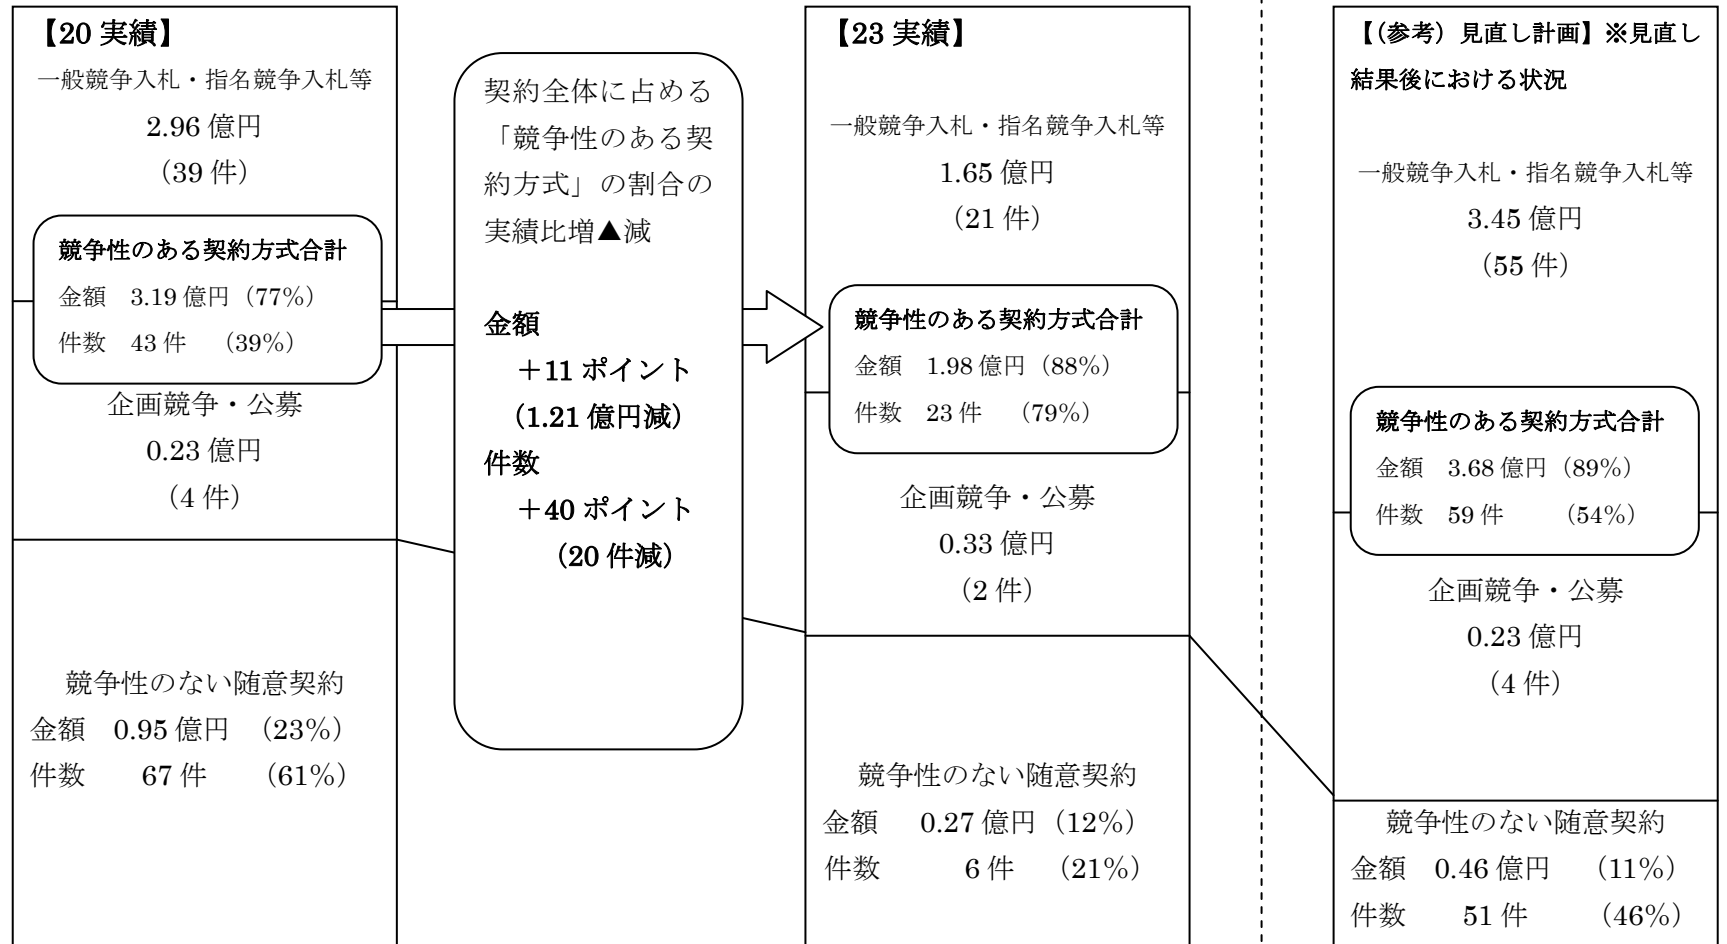 【20 実績】
一般競争入札・指名競争入札等
2.96 億円
（39 件）
競争性のある契約方式合計
金額　3.19 億円（77%）
件数　43 件　（39%）
企画競争・公募
0.23 億円
（4 件）
競争性のない随意契約
金額　0.95 億円　（23%）
件数　67 件　（61%）
契約全体に占める
「競争性のある契
約方式」の割合の
実績比増▲減
金額
＋11 ポイント
（1.21 億円減）
件数
＋40 ポイント
（20 件減）
【23 実績】
一般競争入札・指名競争入札等
1.65 億円
（21 件）
競争性のある契約方式合計
金額　1.98 億円（88%）
件数　23 件　（79%）
企画競争・公募
0.33 億円
（2 件）
競争性のない随意契約
金額　0.27 億円（12%）
件数　6 件　（21%）
【（参考）見直し計画】※見直し
結果後における状況
一般競争入札・指名競争入札等
3.45 億円
（55 件）
競争性のある契約方式合計
金額　3.68 億円（89%）
件数　59 件　（54%）
企画競争・公募
0.23 億円
（4 件）
競争性のない随意契約
金額　0.46 億円　（11%）
件数　51 件　（46%）